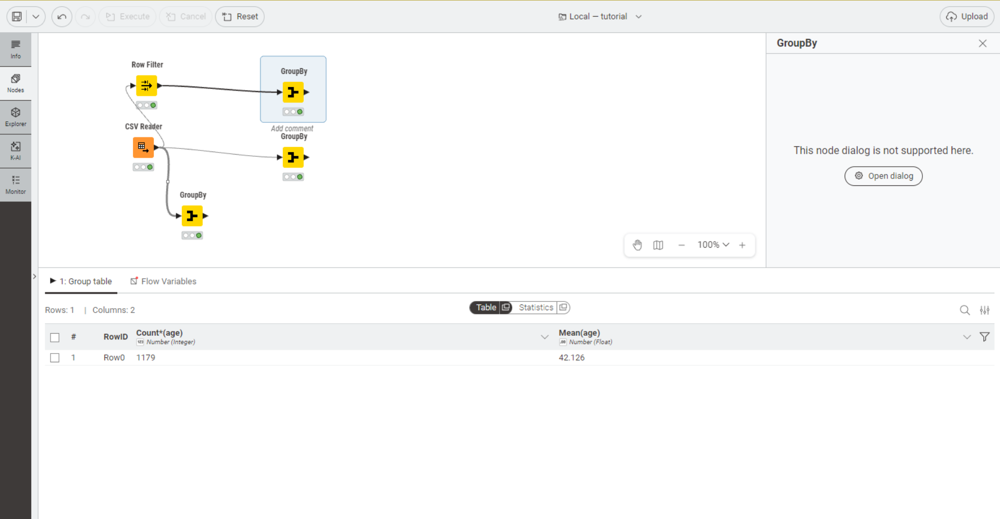 Execute
Cancel
Reset
Local – tutorial
Upload
Info
Nodes
Explorer
K-AI
Monitor
Row Filter
GroupBy
Add comment
CSV Reader
GroupBy
GroupBy
100%
GroupBy
This node dialog is not supported here.
Open dialog
1: Group table
Flow Variables
Rows: 1 | Columns: 2
Table
Statistics
# RowID Count*(age) Mean(age)
Number (Integer) Number (Float)
1 Row0 1179 42.126